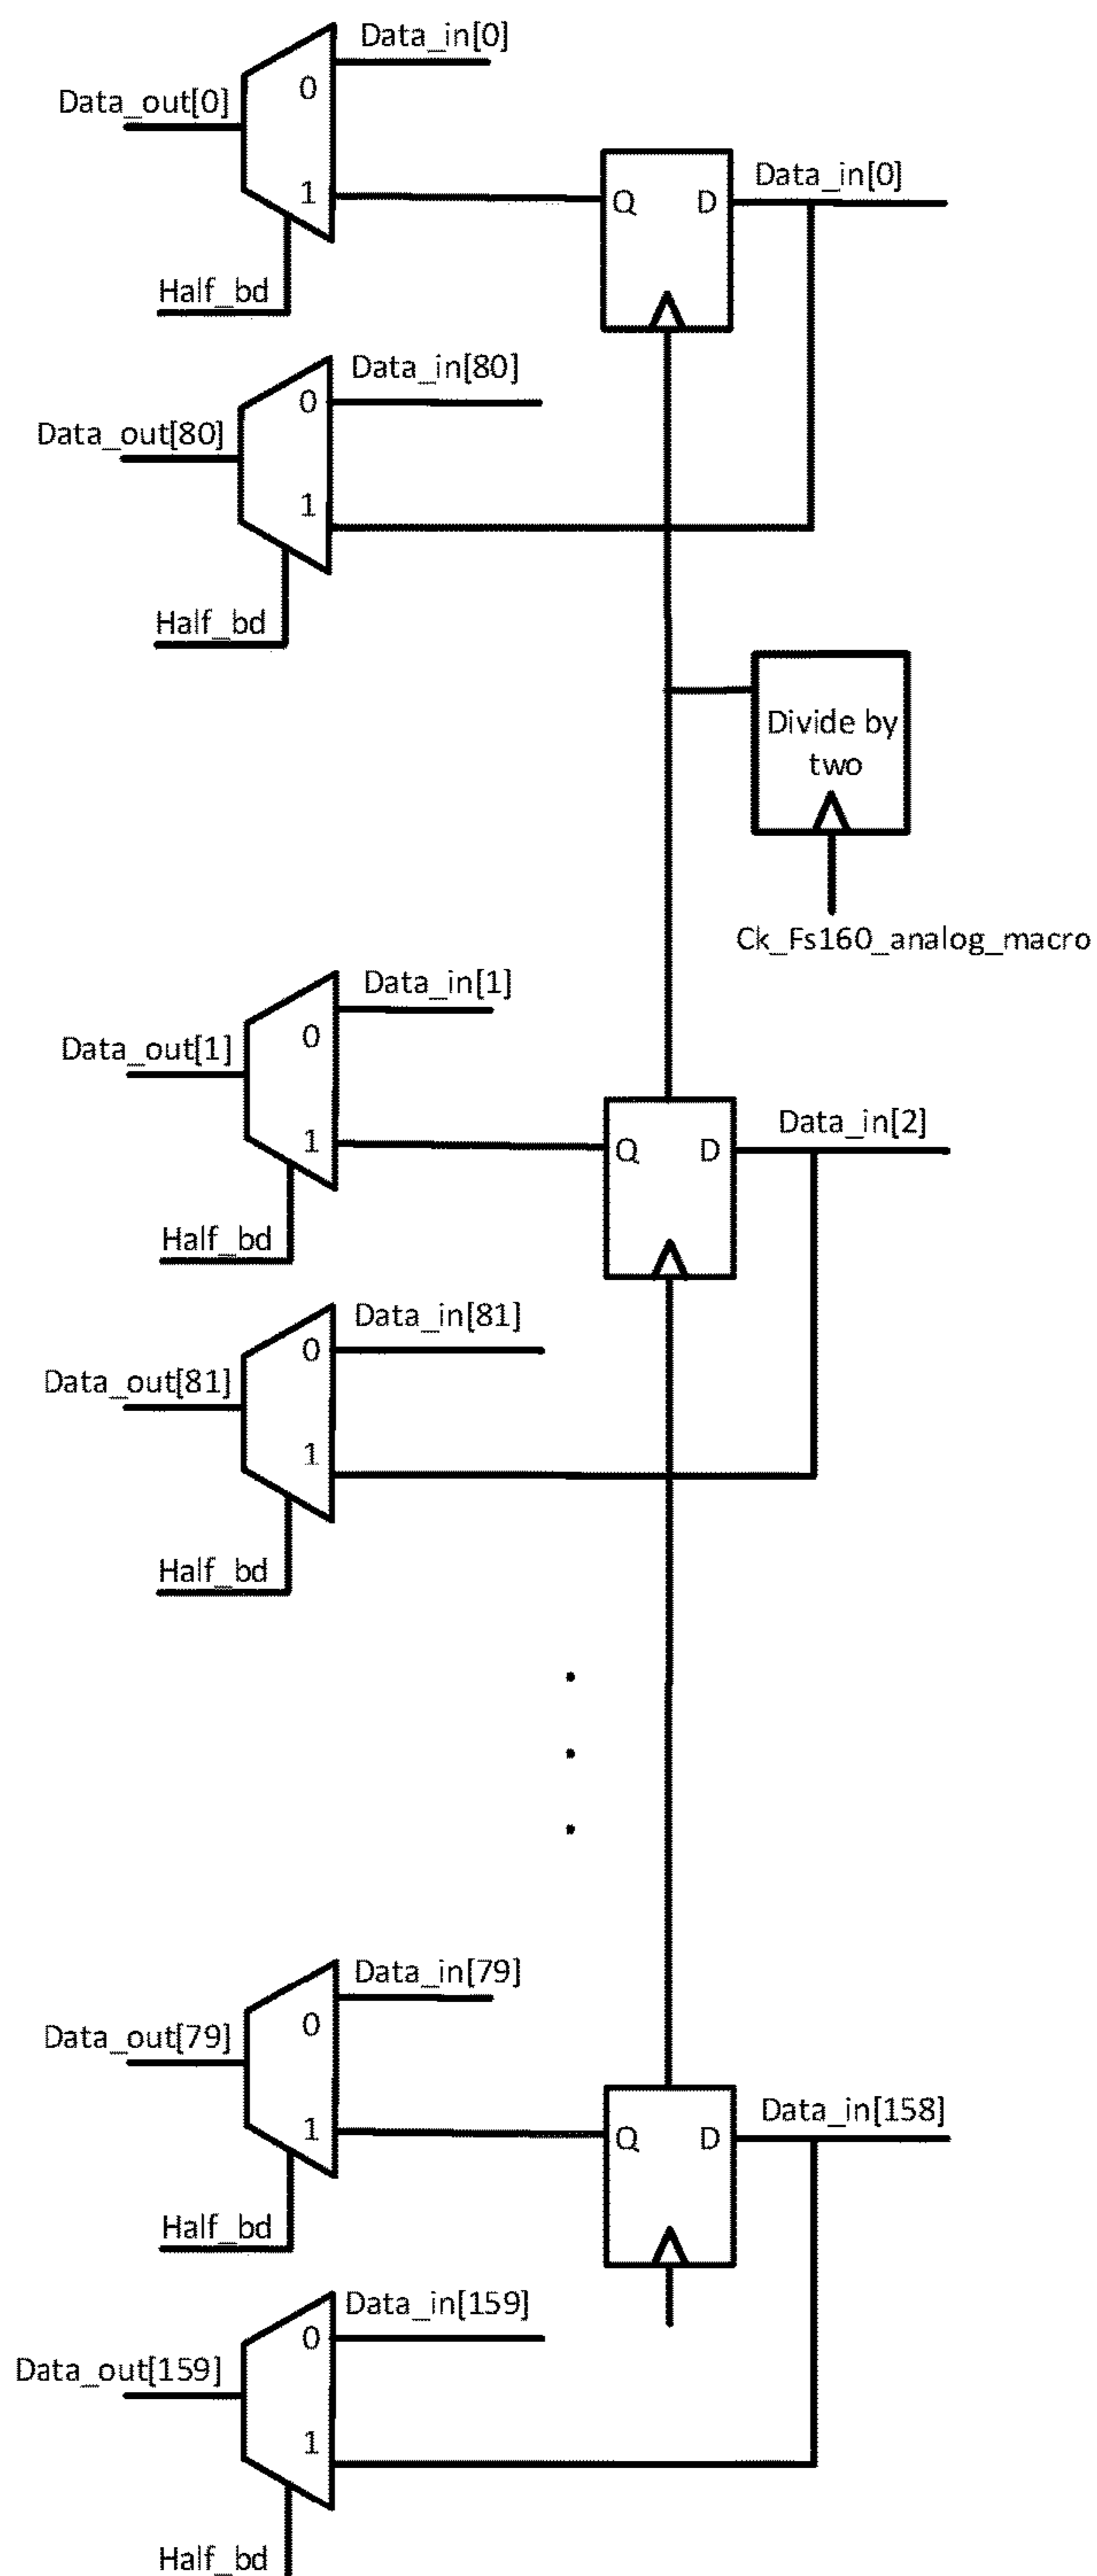 Data_in[0]
0
Data_out[0]
1
Q D
Data_in[0]
Half_bd
Data_in[80]
0
Data_out[80]
1
Half_bd
Divide by
two
Ck_Fs160_analog_macro
Data_in[1]
0
Data_out[1]
1
Q D
Data_in[2]
Half_bd
Data_in[81]
0
Data_out[81]
1
Half_bd
Data_in[79]
0
Data_out[79]
1
Q D
Data_in[158]
Half_bd
Data_in[159]
0
Data_out[159]
1
Half_bd